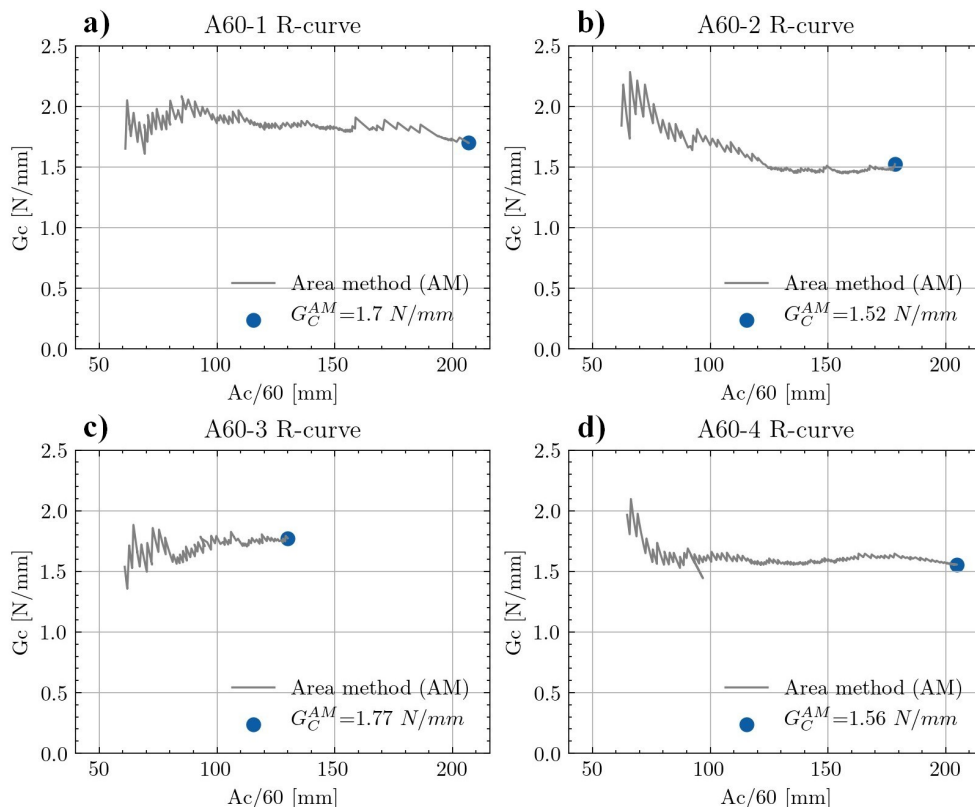 a)
A60-1 R-curve
2.5
2.0
1.5
1.0
0.5
0.0
Gc [N/mm]
Area method (AM)
G_C^{AM}=1.7 N/mm
50 100 150 200
Ac/60 [mm]
b)
A60-2 R-curve
2.5
2.0
1.5
1.0
0.5
0.0
Gc [N/mm]
Area method (AM)
G_C^{AM}=1.52 N/mm
50 100 150 200
Ac/60 [mm]
c)
A60-3 R-curve
2.5
2.0
1.5
1.0
0.5
0.0
Gc [N/mm]
Area method (AM)
G_C^{AM}=1.77 N/mm
50 100 150 200
Ac/60 [mm]
d)
A60-4 R-curve
2.5
2.0
1.5
1.0
0.5
0.0
Gc [N/mm]
Area method (AM)
G_C^{AM}=1.56 N/mm
50 100 150 200
Ac/60 [mm]